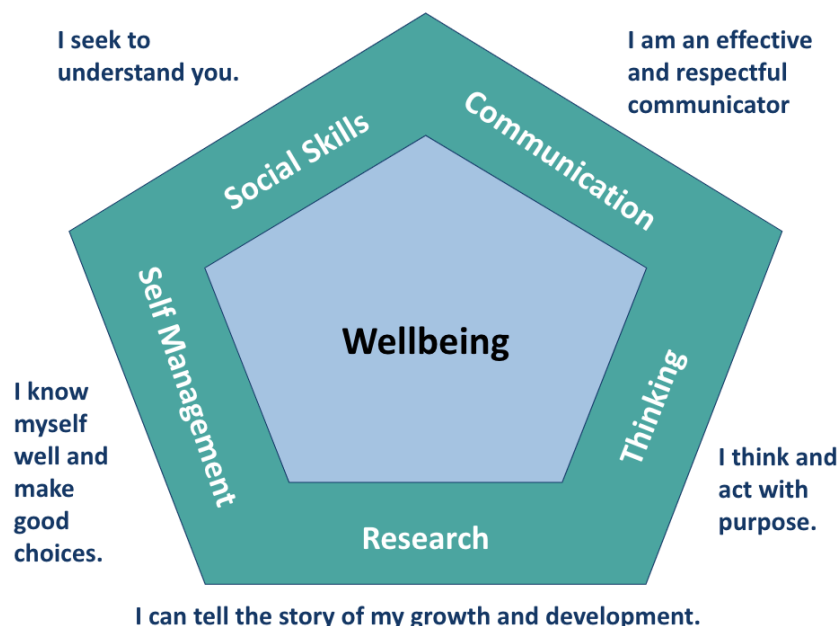 I seek to
understand you.
I am an effective
and respectful
communicator
Social Skills
Communication
Self Management
Wellbeing
Thinking
Research
I know
myself
well and
make
good
choices.
I think and
act with
purpose.
I can tell the story of my growth and development.